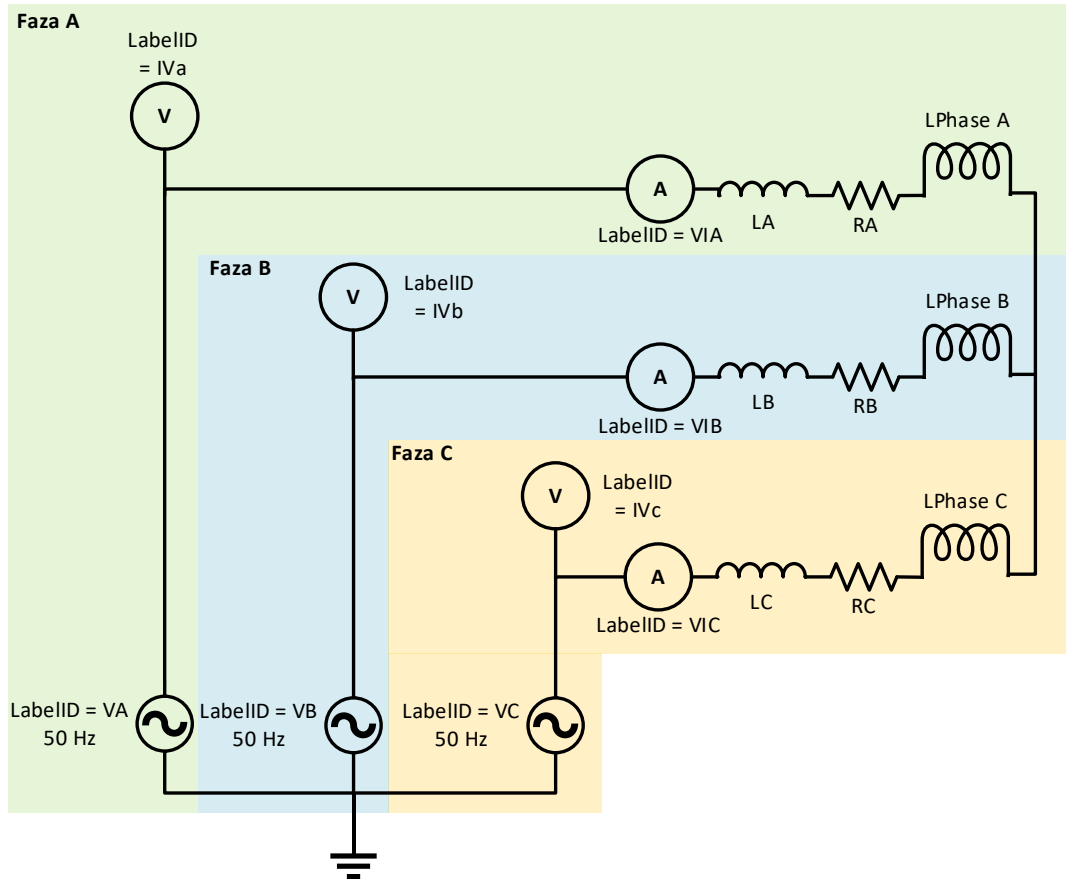 Faza A
LabelID
= IVa
V
LPhase A
A
LA
RA
LabelID = VIA
Faza B
V
LabelID
= IVb
LPhase B
A
LB
RB
LabelID = VIB
Faza C
V
LabelID
= IVc
LPhase C
A
LC
RC
LabelID = VIC
LabelID = VA
50 Hz
LabelID = VB
50 Hz
LabelID = VC
50 Hz